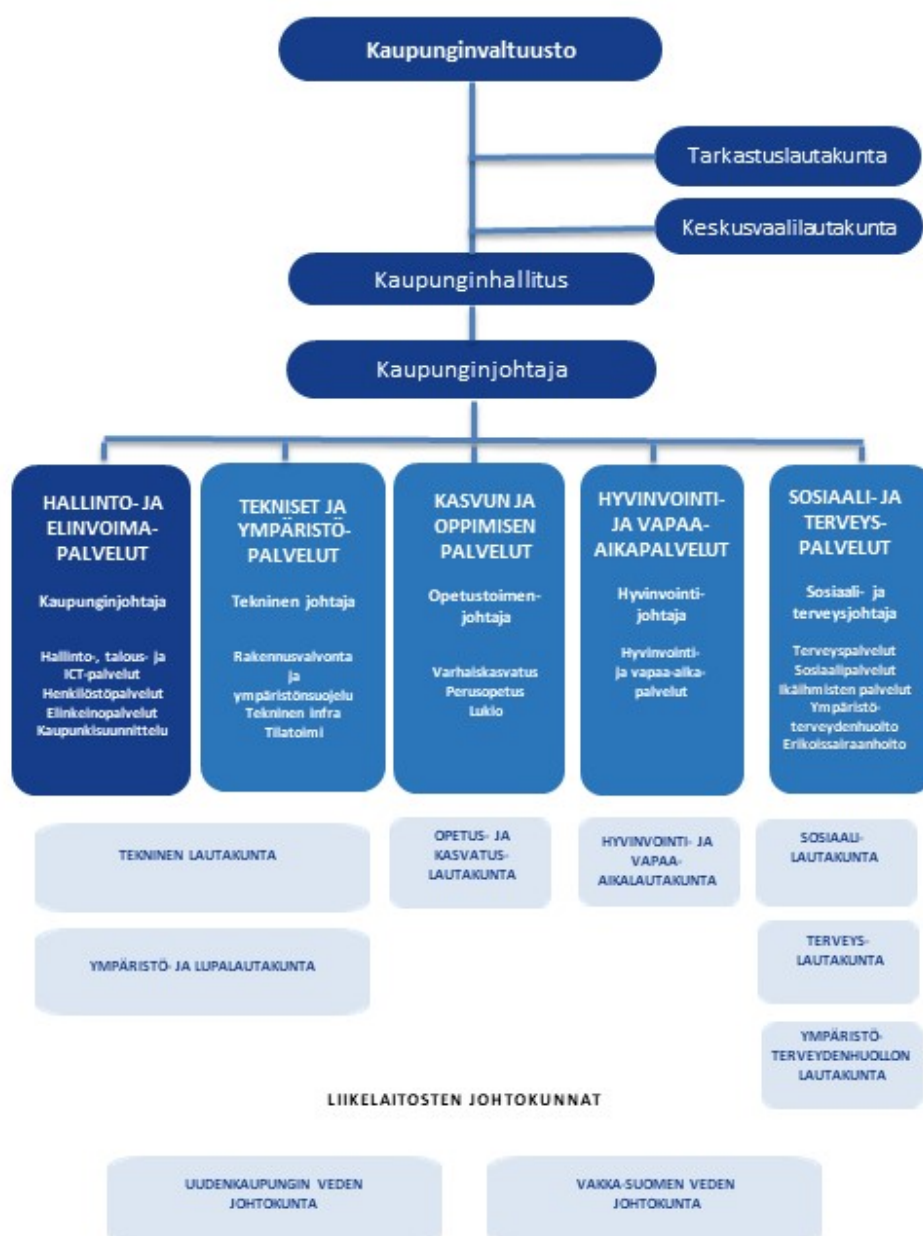 Kaupunginvaltuusto
Tarkastuslautakunta
Keskusvaalilautakunta
Kaupunginhallitus
Kaupunginjohtaja
HALLINTO- JA
ELINVOIMA-
PALVELUT
Kaupunginjohtaja
Hallinto-, talous- ja
ICT-palvelut
Henkilöstöpalvelut
Elinkeinopalvelut
Kaupunkisuunnittelu
TEKNISET JA
YMPÄRISTÖ-
PALVELUT
Tekninen johtaja
Rakennusvalvonta
ja
ympäristönsuojelu
Tekninen infra
Tilatoimi
KASVUN JA
OPPIMISEN
PALVELUT
Opetustoimen-
johtaja
Varhaiskasvatus
Perusopetus
Lukio
HYVINVOINTI-
JA VAPAA-
AIKAPALVELUT
Hyvinvointi-
johtaja
Hyvinvointi-
ja vapaa-aika-
palvelut
SOSIAALI- JA
TERVEYS-
PALVELUT
Sosiaali- ja
terveysjohtaja
Terveyspalvelut
Sosiaalipalvelut
Ikäihmisten palvelut
Ympäristö-
terveydenhuolto
Erikoissairaanhoito
TEKNINEN LAUTAKUNTA
OPETUS- JA
KASVATUS-
LAUTAKUNTA
HYVINVOINTI- JA
VAPAA-
AIKALAUTAKUNTA
SOSIAALI-
LAUTAKUNTA
YMPÄRISTÖ- JA LUPALAUTAKUNTA
TERVEYS-
LAUTAKUNTA
YMPÄRISTÖ-
TERVEYDENHUOLLON
LAUTAKUNTA
LIIKELAITOSTEN JOHTOKUNNAT
UUDENKAUPUNGIN VEDEN
JOHTOKUNTA
VAKKA-SUOMEN VEDEN
JOHTOKUNTA